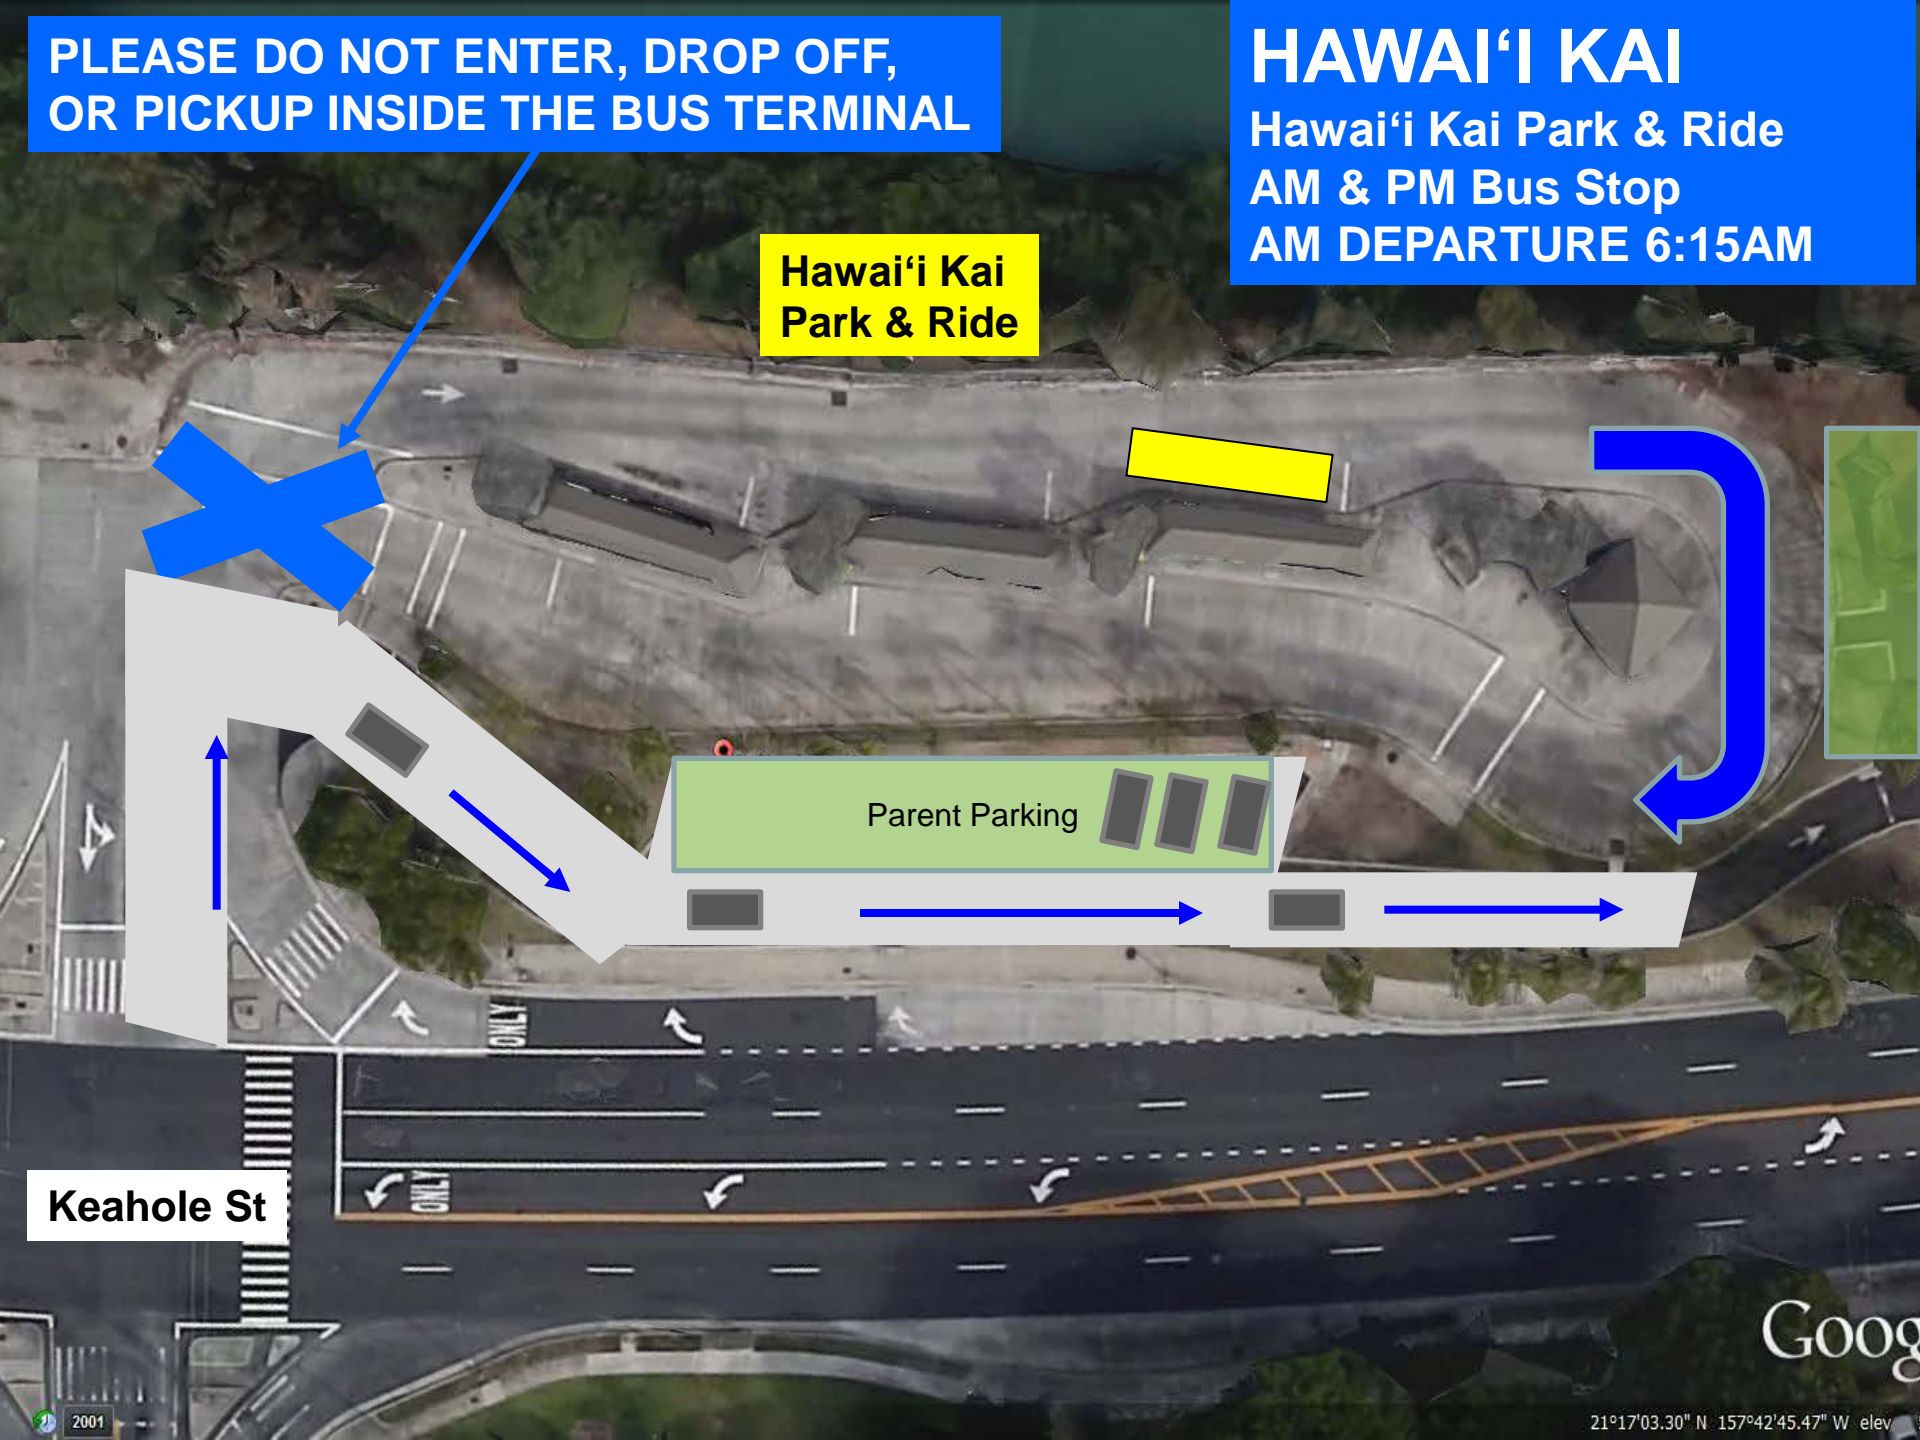 PLEASE DO NOT ENTER, DROP OFF,
OR PICKUP INSIDE THE BUS TERMINAL
HAWAIʻI KAI
Hawaiʻi Kai Park & Ride
AM & PM Bus Stop
AM DEPARTURE 6:15AM
Hawaiʻi Kai
Park & Ride
Parent Parking
ONLY
ONLY
Keahole St
Goog
2001
21°17'03.30" N 157°42'45.47" W elev